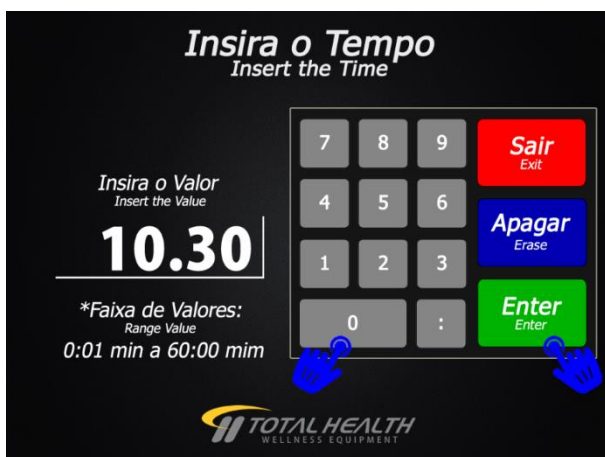 Insira o Tempo
Insert the Time
Insira o Valor
Insert the Value
10.30
*Faixa de Valores:
Range Value
0:01 min a 60:00 mim
7 8 9
Sair
Exit
4 5 6
Apagar
Erase
1 2 3
0 :
Enter
Enter
TOTAL HEALTH
WELLNESS EQUIPMENT